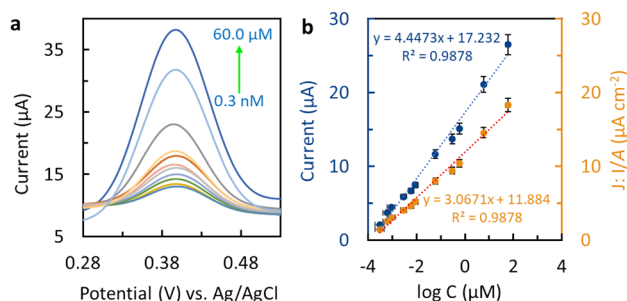 a
35
25
15
5
0.28
0.38
0.48
Current (µA)
Potential (V) vs. Ag/AgCl
60.0 µM
0.3 nM
b
30
20
10
0
Current (µA)
y = 4.4473x + 17.232
R² = 0.9878
y = 3.0671x + 11.884
R² = 0.9878
-4
-2
0
2
4
log C (µM)
30
20
10
0
J: I/A (µA cm⁻²)